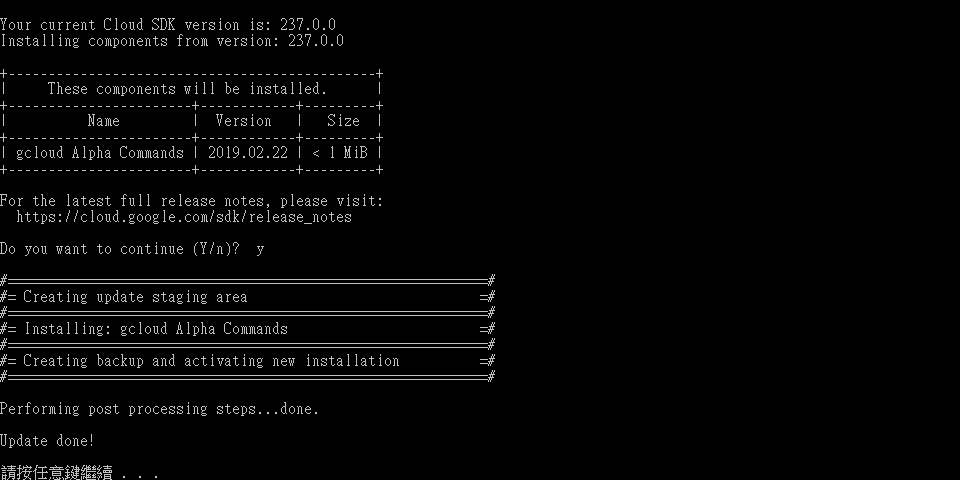 Your current Cloud SDK version is: 237.0.0
Installing components from version: 237.0.0
+----------------------------------------------+
|     These components will be installed.      |
+-----------------------+------------+---------+
|          Name         |  Version   |   Size  |
+-----------------------+------------+---------+
| gcloud Alpha Commands | 2019.02.22 | < 1 MiB |
+-----------------------+------------+---------+
For the latest full release notes, please visit:
  https://cloud.google.com/sdk/release_notes
Do you want to continue (Y/n)?  y
#============================================================#
#= Creating update staging area                             =#
#============================================================#
#= Installing: gcloud Alpha Commands                        =#
#============================================================#
#= Creating backup and activating new installation          =#
#============================================================#
Performing post processing steps...done.
Update done!
請按任意鍵繼續 . . .